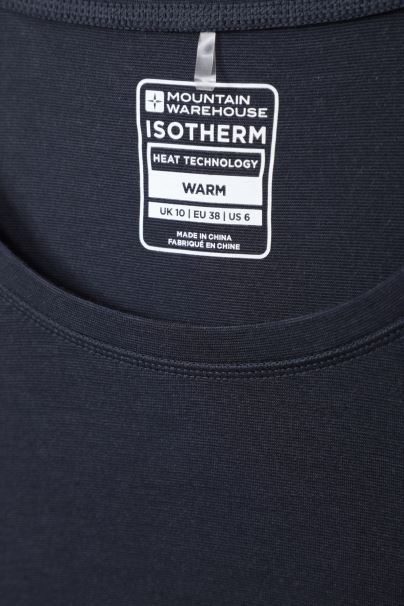 MOUNTAIN
WAREHOUSE
ISOTHERM
HEAT TECHNOLOGY
WARM
UK 10 | EU 38 | US 6
MADE IN CHINA
FABRIQUÉ EN CHINE